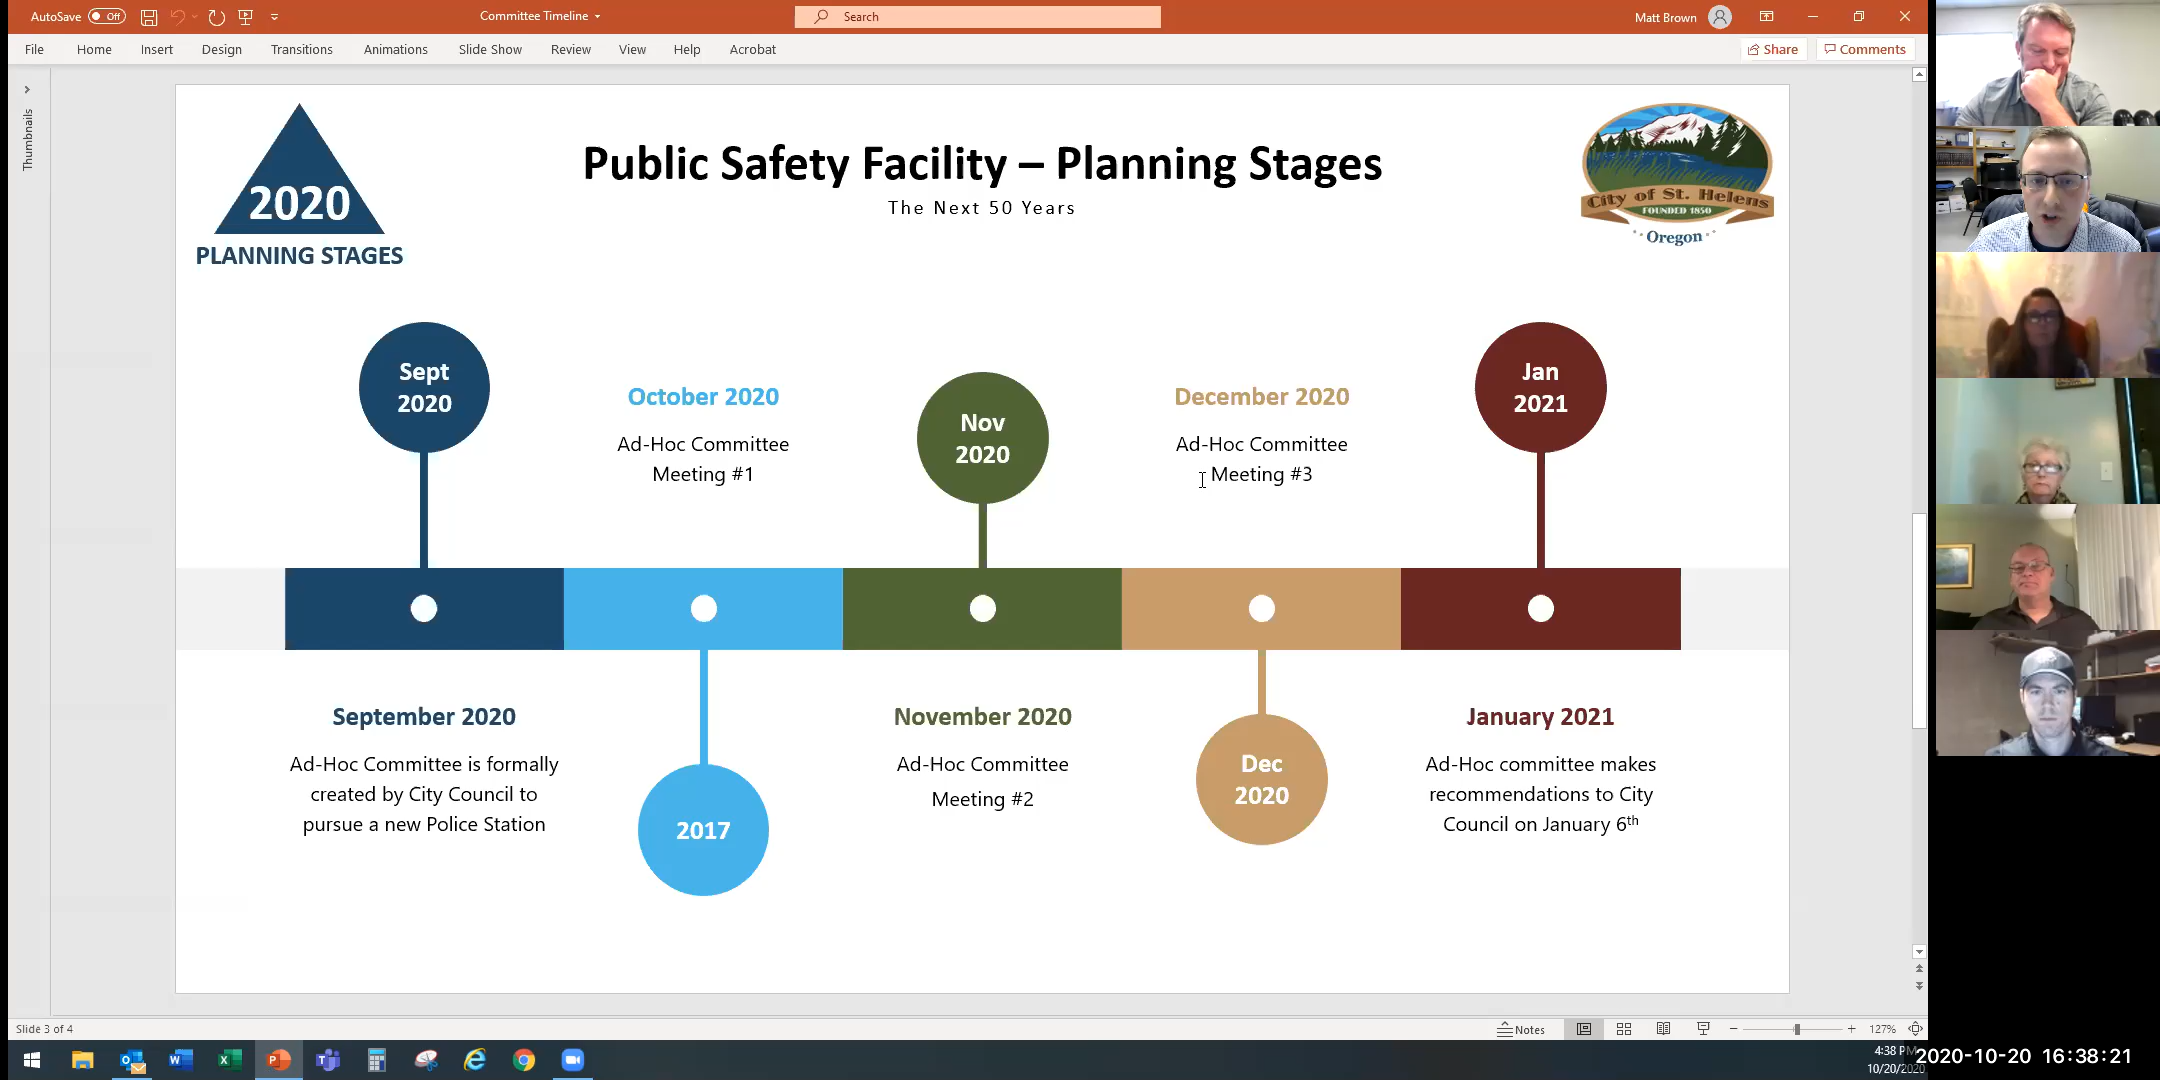 AutoSave Off
Committee Timeline
Search
Matt Brown
File Home Insert Design Transitions Animations Slide Show Review View Help Acrobat
Share Comments
Thumbnails
2020
PLANNING STAGES
Public Safety Facility – Planning Stages
The Next 50 Years
City of St. Helens
FOUNDED 1850
Oregon
Sept
2020
October 2020
Ad-Hoc Committee
Meeting #1
Nov
2020
December 2020
Ad-Hoc Committee
Meeting #3
Jan
2021
September 2020
Ad-Hoc Committee is formally
created by City Council to
pursue a new Police Station
2017
November 2020
Ad-Hoc Committee
Meeting #2
Dec
2020
January 2021
Ad-Hoc committee makes
recommendations to City
Council on January 6th
Slide 3 of 4
Notes
127%
4:38 PM
10/20/2020
2020-10-20 16:38:21